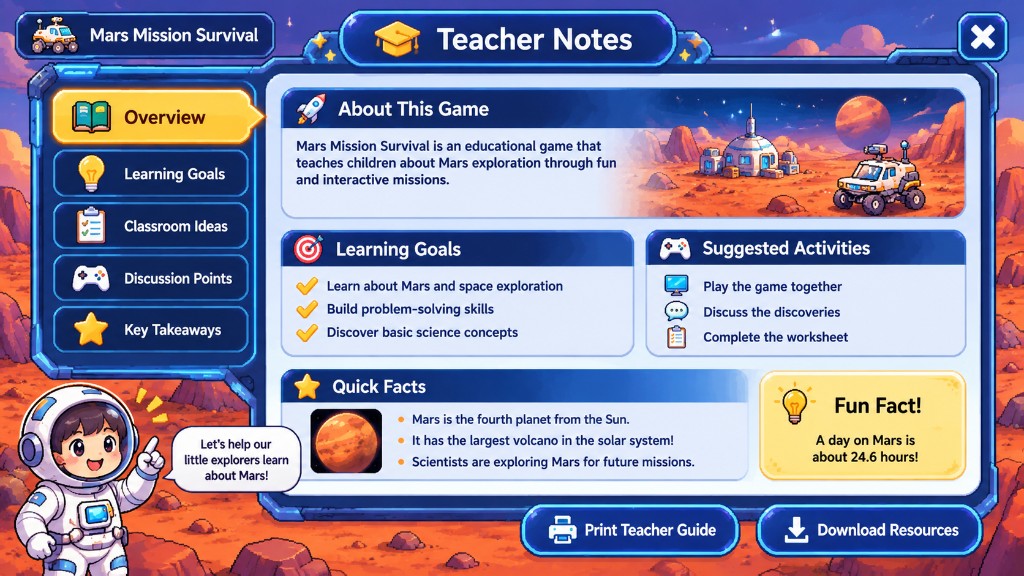 Mars Mission Survival
Teacher Notes
Overview
Learning Goals
Classroom Ideas
Discussion Points
Key Takeaways
About This Game
Mars Mission Survival is an educational game that
teaches children about Mars exploration through fun
and interactive missions.
Learning Goals
Learn about Mars and space exploration
Build problem-solving skills
Discover basic science concepts
Suggested Activities
Play the game together
Discuss the discoveries
Complete the worksheet
Quick Facts
Mars is the fourth planet from the Sun.
It has the largest volcano in the solar system!
Scientists are exploring Mars for future missions.
Fun Fact!
A day on Mars is
about 24.6 hours!
Let's help our
little explorers learn
about Mars!
Print Teacher Guide
Download Resources